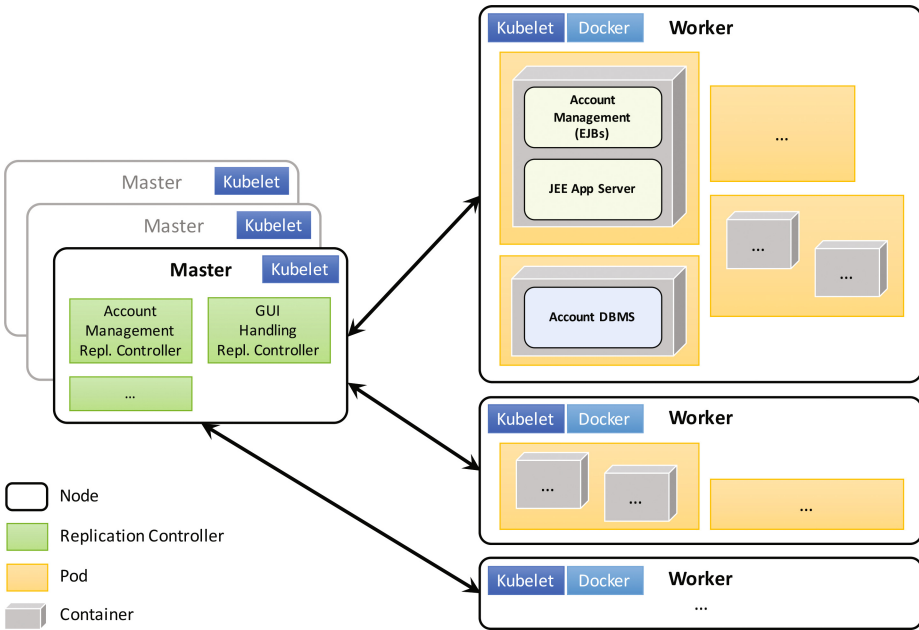 Master
Kubelet
Master
Kubelet
Master
Kubelet
Account
Management
Repl. Controller
GUI
Handling
Repl. Controller
...
Node
Replication Controller
Pod
Container
Kubelet
Docker
Worker
Account
Management
(EJBs)
JEE App Server
...
...
...
Account DBMS
Kubelet
Docker
Worker
...
...
...
Kubelet
Docker
Worker
...